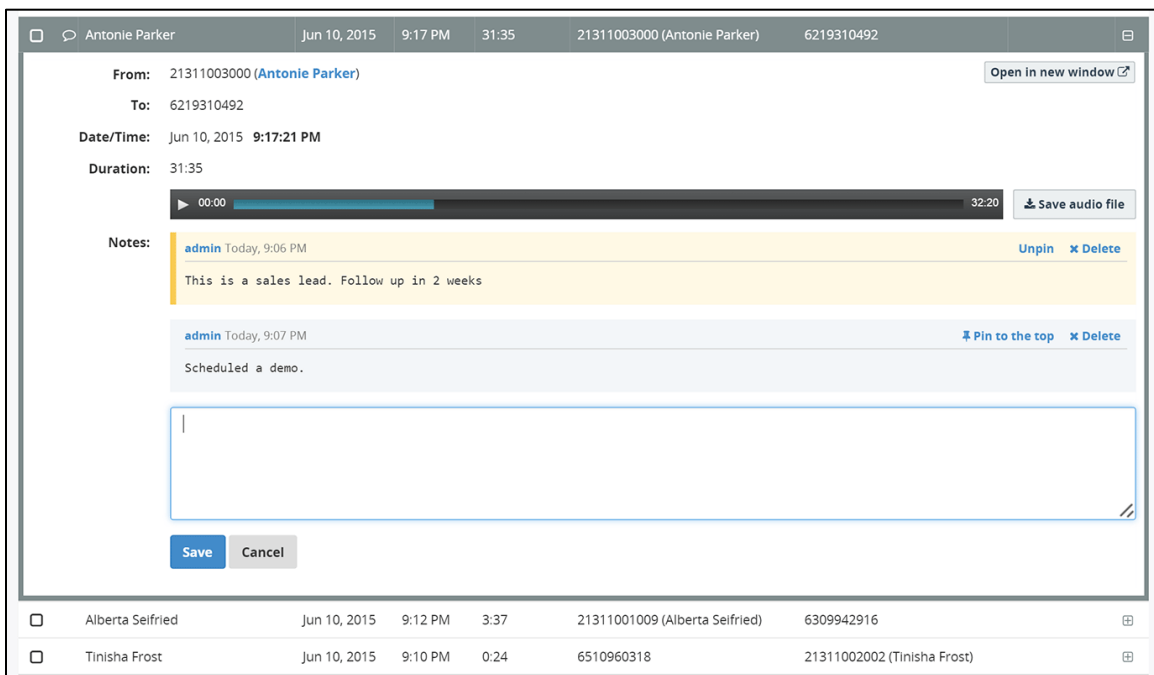 Antonie Parker Jun 10, 2015 9:17 PM 31:35 21311003000 (Antonie Parker) 6219310492
From: 21311003000 (Antonie Parker) Open in new window
To: 6219310492
Date/Time: Jun 10, 2015 9:17:21 PM
Duration: 31:35
00:00 32:20 Save audio file
Notes: admin Today, 9:06 PM Unpin Delete
This is a sales lead. Follow up in 2 weeks
admin Today, 9:07 PM Pin to the top Delete
Scheduled a demo.
Save Cancel
Alberta Seifried Jun 10, 2015 9:12 PM 3:37 21311001009 (Alberta Seifried) 6309942916
Tinisha Frost Jun 10, 2015 9:10 PM 0:24 6510960318 21311002002 (Tinisha Frost)